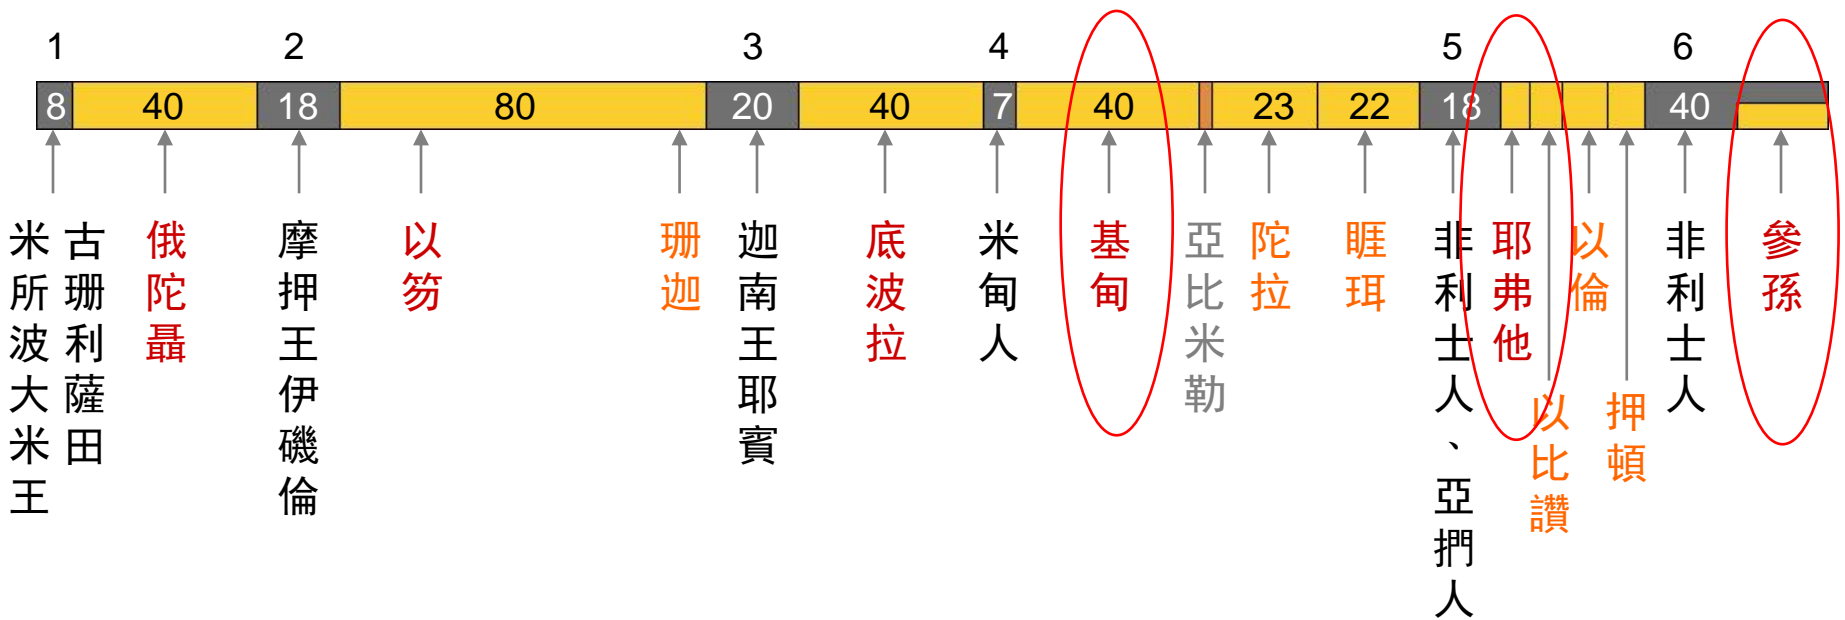 1 2 3 4 5 6
8 40 18 80 20 40 7 40 23 22 18 40
米所波大米王
古珊利薩田
俄陀聶
摩押王伊磯倫
以笏
珊迦
迦南王耶賓
底波拉
米甸人
基甸
亞比米勒
陀拉
睚珥
非利士人、亞捫人
耶弗他
以比讚
以倫
押頓
非利士人
參孫